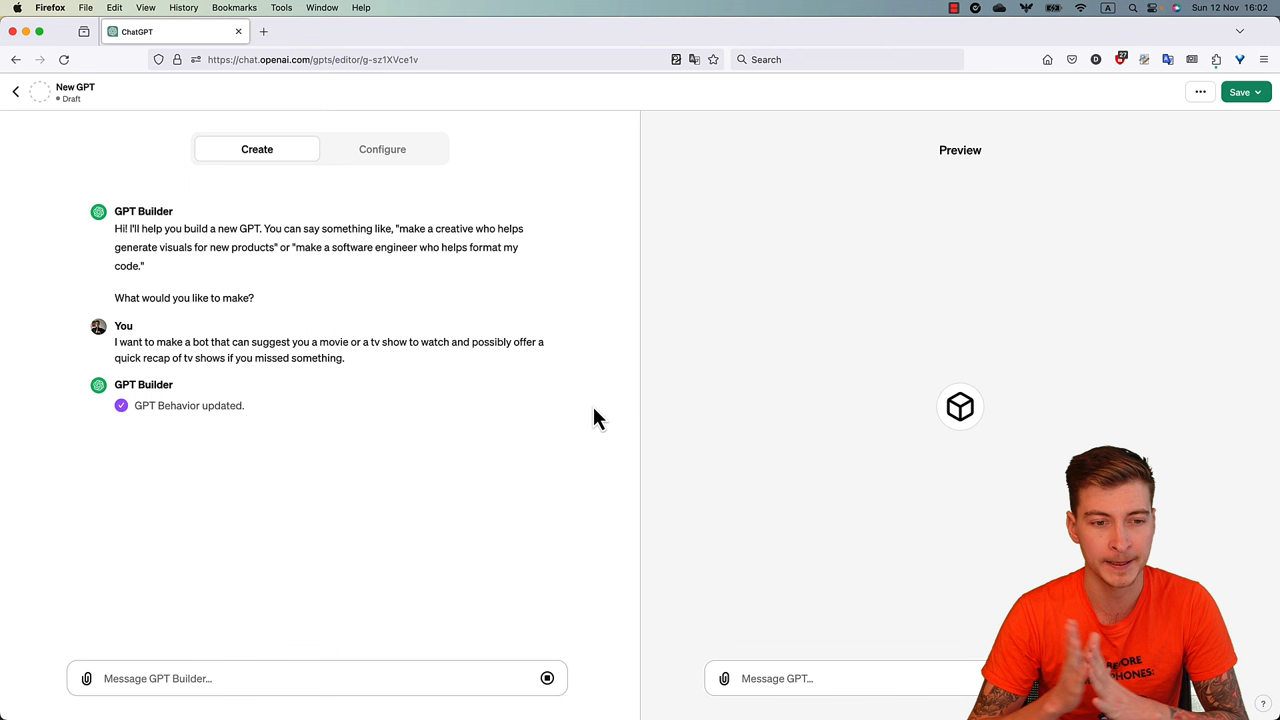 Firefox File Edit View History Bookmarks Tools Window Help
A
Sun 12 Nov 16:02
ChatGPT
https://chat.openai.com/gpts/editor/g-sz1XVce1v
Search
27
New GPT
Draft
Save
Create
Configure
Preview
GPT Builder
Hi! I'll help you build a new GPT. You can say something like, "make a creative who helps
generate visuals for new products" or "make a software engineer who helps format my
code."
What would you like to make?
You
I want to make a bot that can suggest you a movie or a tv show to watch and possibly offer a
quick recap of tv shows if you missed something.
GPT Builder
GPT Behavior updated.
Message GPT Builder...
Message GPT...
?